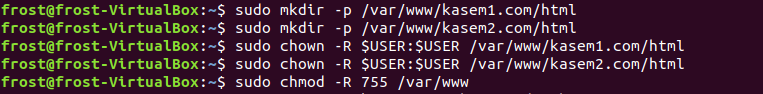 frost@frost-VirtualBox:~$ sudo mkdir -p /var/www/kasem1.com/html
frost@frost-VirtualBox:~$ sudo mkdir -p /var/www/kasem2.com/html
frost@frost-VirtualBox:~$ sudo chown -R $USER:$USER /var/www/kasem1.com/html
frost@frost-VirtualBox:~$ sudo chown -R $USER:$USER /var/www/kasem2.com/html
frost@frost-VirtualBox:~$ sudo chmod -R 755 /var/www